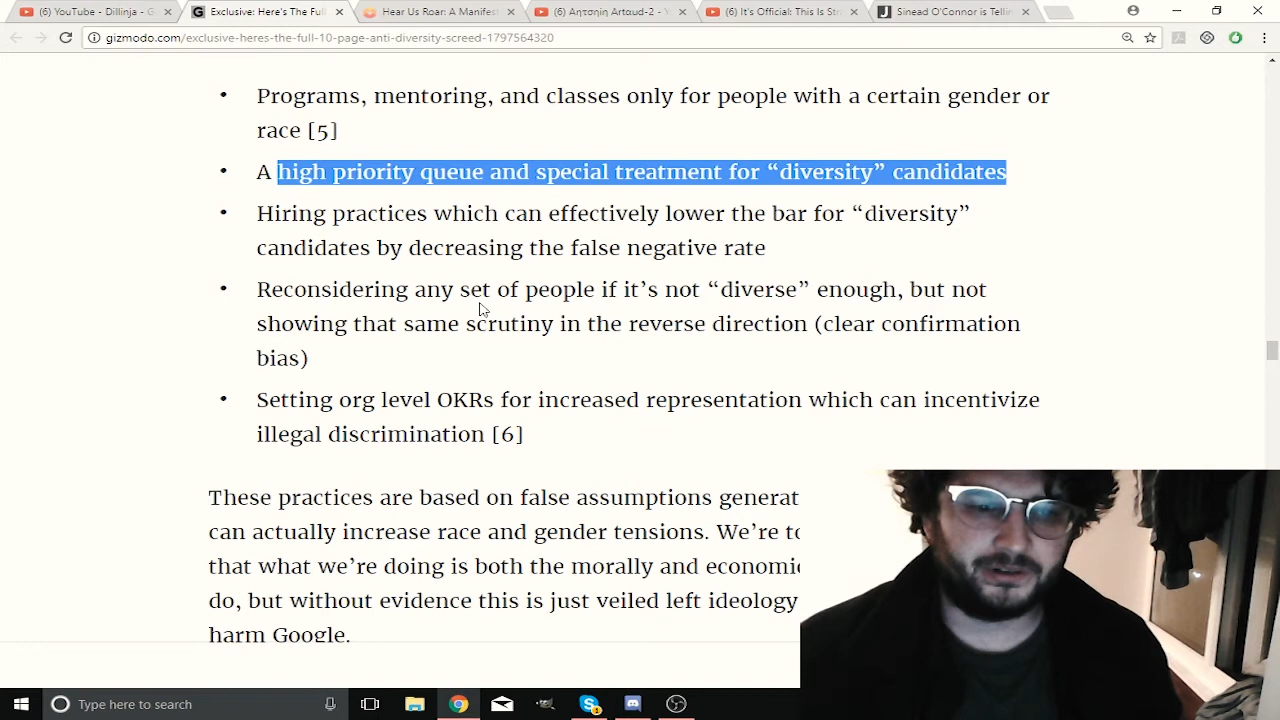 (6) YouTube - Dillinja - G
Exclusive: Here's The Full
Hear Us Roar: A Manifest
(6) It's Official: This Is Str
Sinead O'Connor is Tellin
gizmodo.com/exclusive-heres-the-full-10-page-anti-diversity-screed-1797564320
• Programs, mentoring, and classes only for people with a certain gender or
race [5]
• A high priority queue and special treatment for “diversity” candidates
• Hiring practices which can effectively lower the bar for “diversity”
candidates by decreasing the false negative rate
• Reconsidering any set of people if it’s not “diverse” enough, but not
showing that same scrutiny in the reverse direction (clear confirmation
bias)
• Setting org level OKRs for increased representation which can incentivize
illegal discrimination [6]
These practices are based on false assumptions generat
can actually increase race and gender tensions. We’re to
that what we’re doing is both the morally and economic
do, but without evidence this is just veiled left ideology
harm Google.
Type here to search